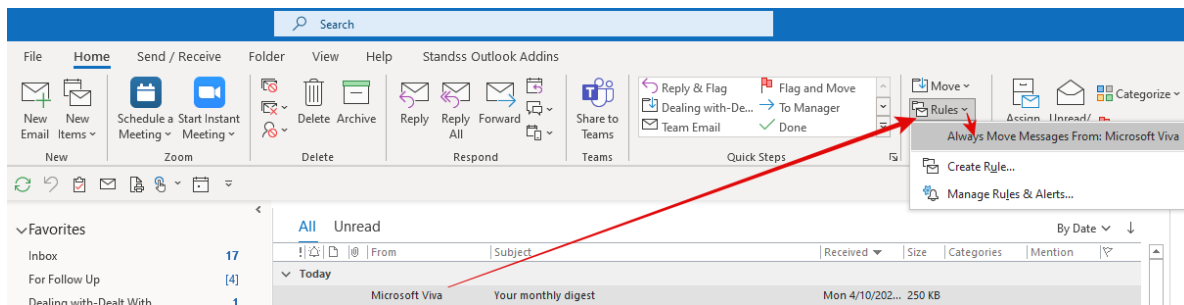 Search
File Home Send / Receive Folder View Help Standss Outlook Addins
New Email
New Items
Schedule a Meeting
Start Instant Meeting
Delete Archive
Reply
Reply All
Forward
Share to Teams
Reply & Flag
Dealing with-De...
Team Email
Flag and Move
To Manager
Done
Move
Rules
Assign Unread/
Categorize
Always Move Messages From: Microsoft Viva
Create Rule...
Manage Rules & Alerts...
New Zoom Delete Respond Teams Quick Steps
Favorites
Inbox 17
For Follow Up [4]
Dealing with-Dealt With 1
All Unread By Date
From Subject Received Size Categories Mention
Today
Microsoft Viva Your monthly digest Mon 4/10/202... 250 KB